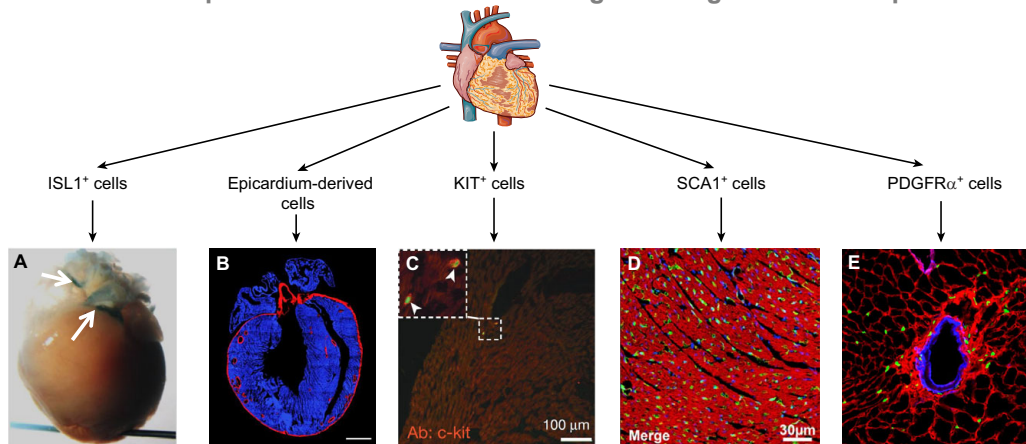 ISL1⁺ cells
Epicardium-derived
cells
KIT⁺ cells
SCA1⁺ cells
PDGFRα⁺ cells
A
B
C
D
E
Ab: c-kit
100 μm
Merge
30μm